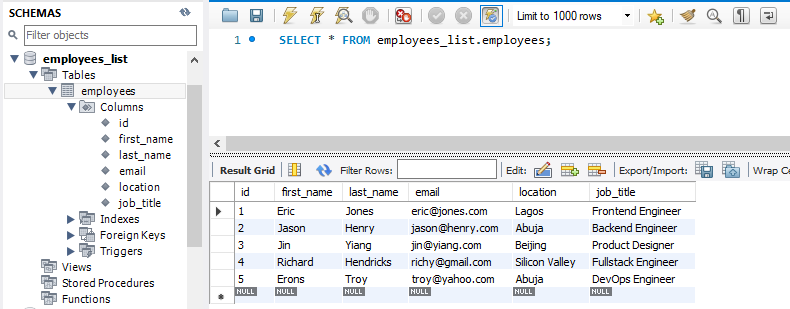 SCHEMAS
Filter objects
employees_list
Tables
employees
Columns
id
first_name
last_name
email
location
job_title
Indexes
Foreign Keys
Triggers
Views
Stored Procedures
Functions
Limit to 1000 rows
1 SELECT * FROM employees_list.employees;
Result Grid Filter Rows: Edit: Export/Import: Wrap Ce
id first_name last_name email location job_title
1 Eric Jones eric@jones.com Lagos Frontend Engineer
2 Jason Henry jason@henry.com Abuja Backend Engineer
3 Jin Yiang jin@yiang.com Beijing Product Designer
4 Richard Hendricks richy@gmail.com Silicon Valley Fullstack Engineer
5 Erons Troy troy@yahoo.com Abuja DevOps Engineer
NULL NULL NULL NULL NULL NULL